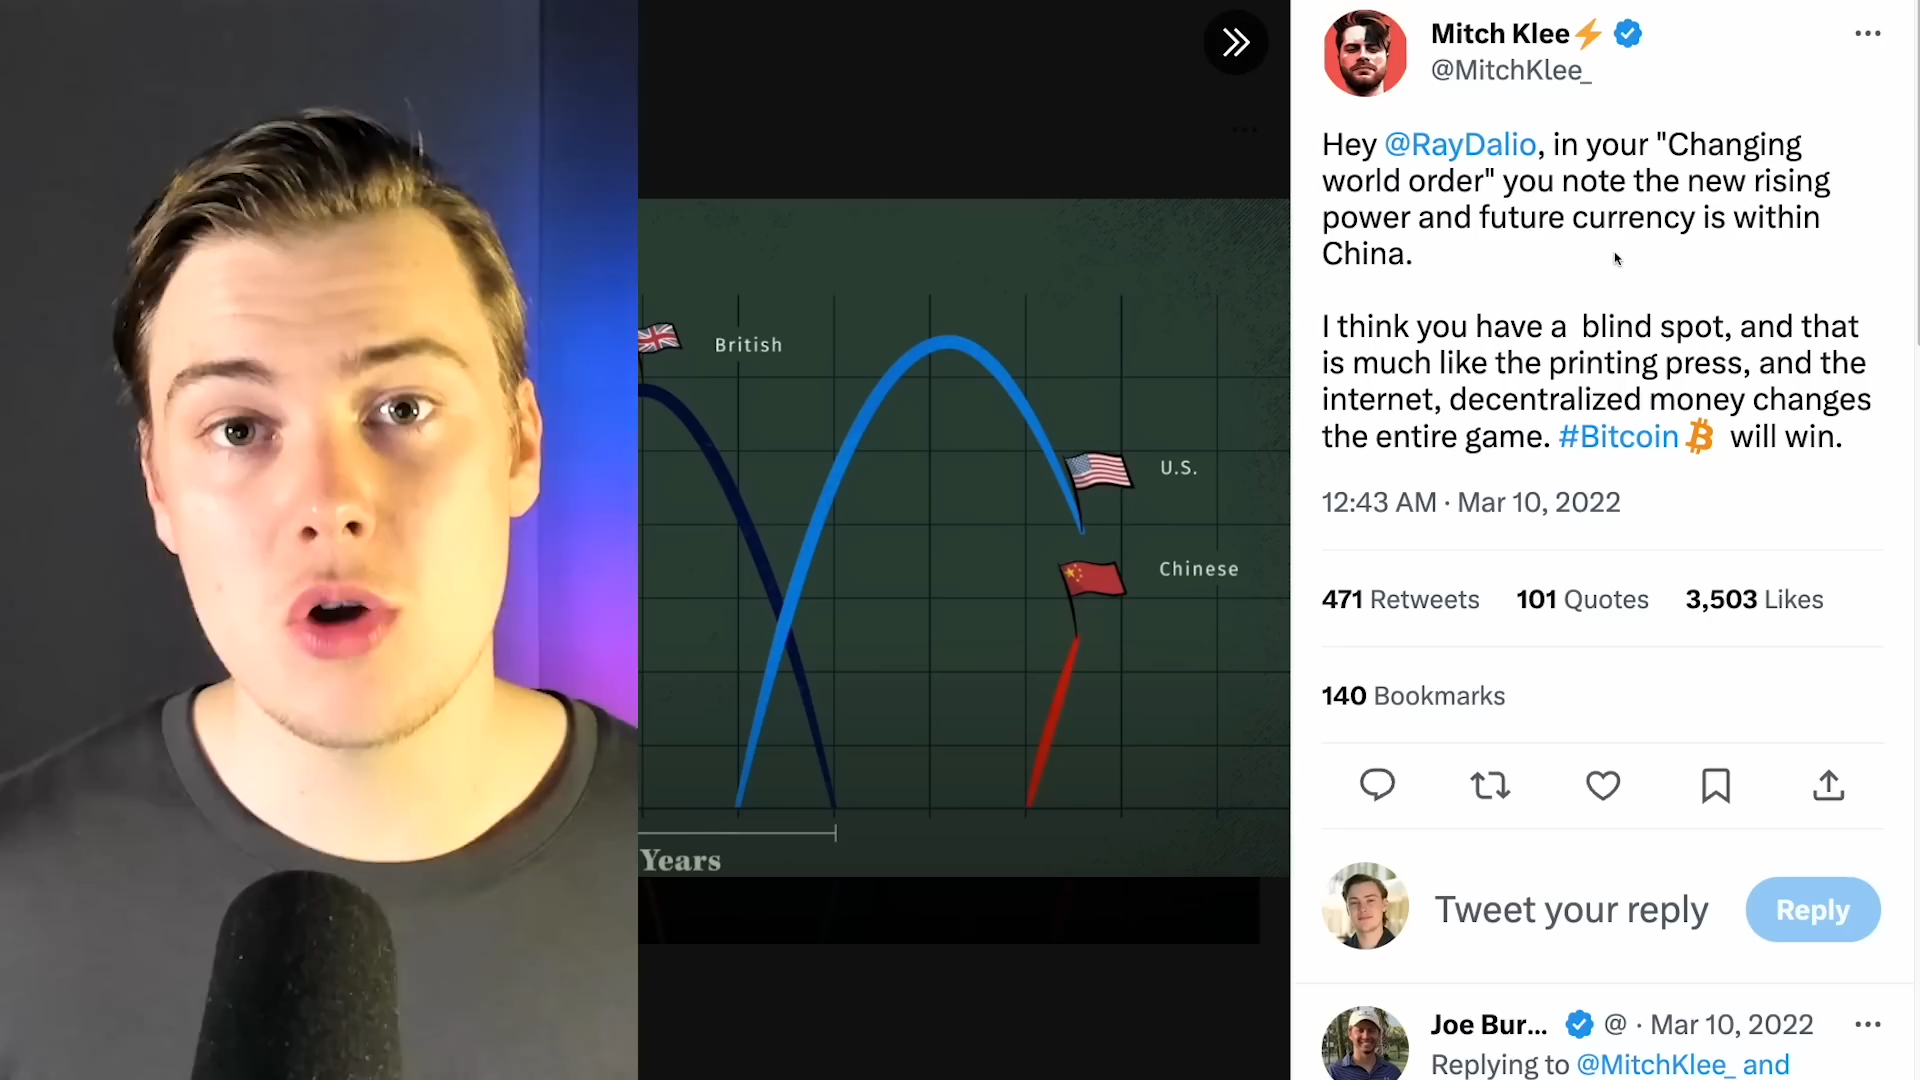 British
U.S.
Chinese
Years
Mitch Klee⚡
@MitchKlee_
Hey @RayDalio, in your "Changing
world order" you note the new rising
power and future currency is within
China.
I think you have a blind spot, and that
is much like the printing press, and the
internet, decentralized money changes
the entire game. #Bitcoin₿ will win.
12:43 AM · Mar 10, 2022
471 Retweets 101 Quotes 3,503 Likes
140 Bookmarks
Tweet your reply Reply
Joe Bur... @ · Mar 10, 2022
Replying to @MitchKlee_ and